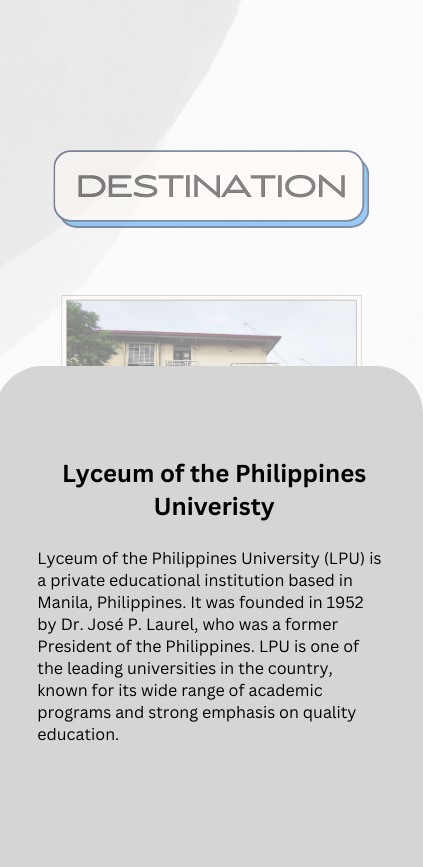 DESTINATION
Lyceum of the Philippines
Univeristy
Lyceum of the Philippines University (LPU) is
a private educational institution based in
Manila, Philippines. It was founded in 1952
by Dr. José P. Laurel, who was a former
President of the Philippines. LPU is one of
the leading universities in the country,
known for its wide range of academic
programs and strong emphasis on quality
education.